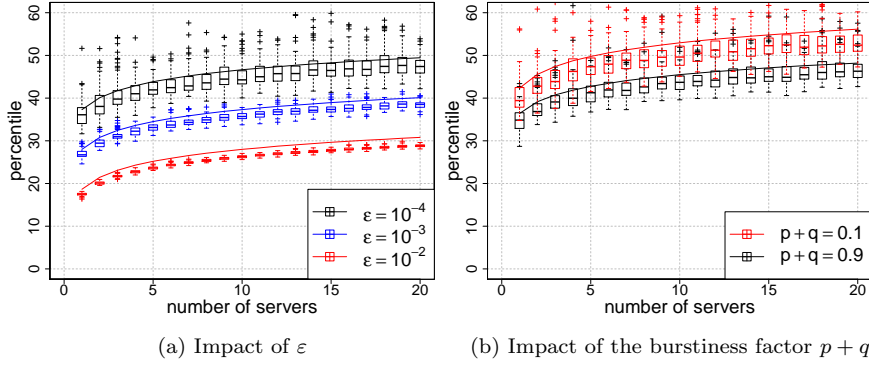 60
50
40
30
20
10
0
percentile
0
5
10
15
20
number of servers
ε = 10⁻⁴
ε = 10⁻³
ε = 10⁻²
(a) Impact of ε
60
50
40
30
20
10
0
percentile
0
5
10
15
20
number of servers
p + q = 0.1
p + q = 0.9
(b) Impact of the burstiness factor p + q